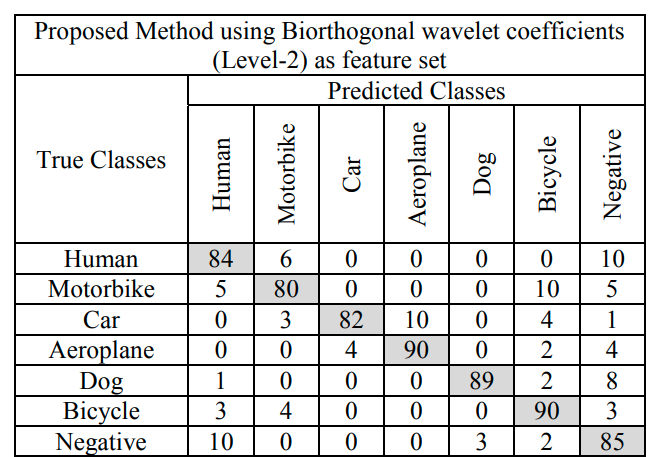 Proposed Method using Biorthogonal wavelet coefficients
(Level-2) as feature set
True Classes
Predicted Classes
Human Motorbike Car Aeroplane Dog Bicycle Negative
Human 84 6 0 0 0 0 10
Motorbike 5 80 0 0 0 10 5
Car 0 3 82 10 0 4 1
Aeroplane 0 0 4 90 0 2 4
Dog 1 0 0 0 89 2 8
Bicycle 3 4 0 0 0 90 3
Negative 10 0 0 0 3 2 85